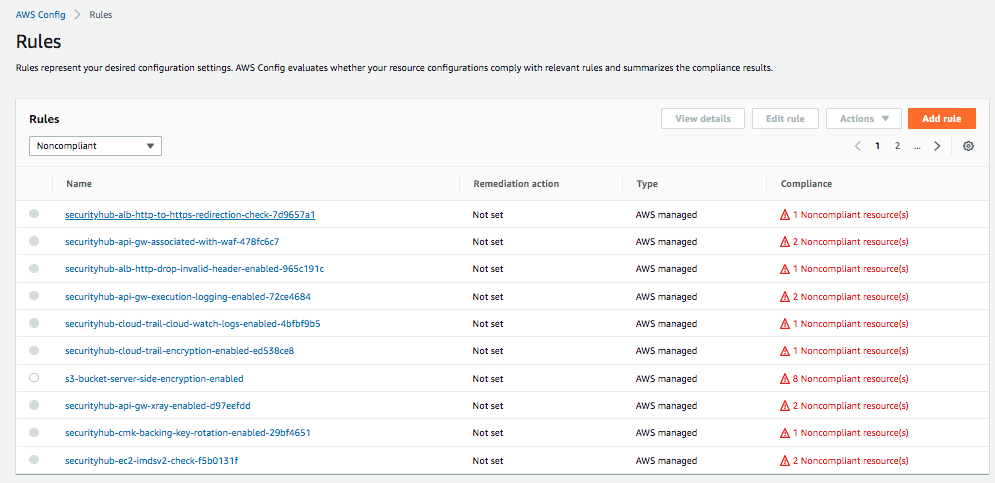 AWS Config > Rules
Rules
Rules represent your desired configuration settings. AWS Config evaluates whether your resource configurations comply with relevant rules and summarizes the compliance results.
Rules View details Edit rule Actions Add rule
Noncompliant 1 2 ...
Name Remediation action Type Compliance
securityhub-alb-http-to-https-redirection-check-7d9657a1 Not set AWS managed 1 Noncompliant resource(s)
securityhub-api-gw-associated-with-waf-478fc6c7 Not set AWS managed 2 Noncompliant resource(s)
securityhub-alb-http-drop-invalid-header-enabled-965c191c Not set AWS managed 1 Noncompliant resource(s)
securityhub-api-gw-execution-logging-enabled-72ce4684 Not set AWS managed 2 Noncompliant resource(s)
securityhub-cloud-trail-cloud-watch-logs-enabled-4bfbf9b5 Not set AWS managed 1 Noncompliant resource(s)
securityhub-cloud-trail-encryption-enabled-ed538ce8 Not set AWS managed 1 Noncompliant resource(s)
s3-bucket-server-side-encryption-enabled Not set AWS managed 8 Noncompliant resource(s)
securityhub-api-gw-xray-enabled-d97eefdd Not set AWS managed 2 Noncompliant resource(s)
securityhub-cmk-backing-key-rotation-enabled-29bf4651 Not set AWS managed 1 Noncompliant resource(s)
securityhub-ec2-imdsv2-check-f5b0131f Not set AWS managed 2 Noncompliant resource(s)